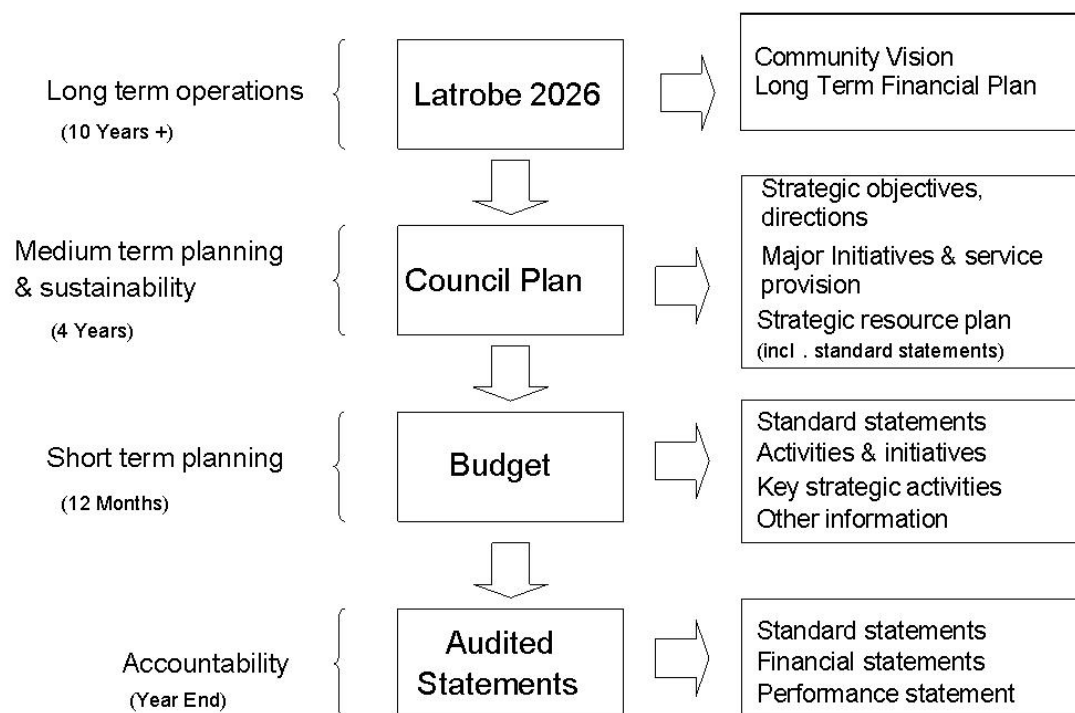 Long term operations
(10 Years +)
Latrobe 2026
Community Vision
Long Term Financial Plan
Medium term planning
& sustainability
(4 Years)
Council Plan
Strategic objectives,
directions
Major Initiatives & service
provision
Strategic resource plan
(incl . standard statements)
Short term planning
(12 Months)
Budget
Standard statements
Activities & initiatives
Key strategic activities
Other information
Accountability
(Year End)
Audited
Statements
Standard statements
Financial statements
Performance statement